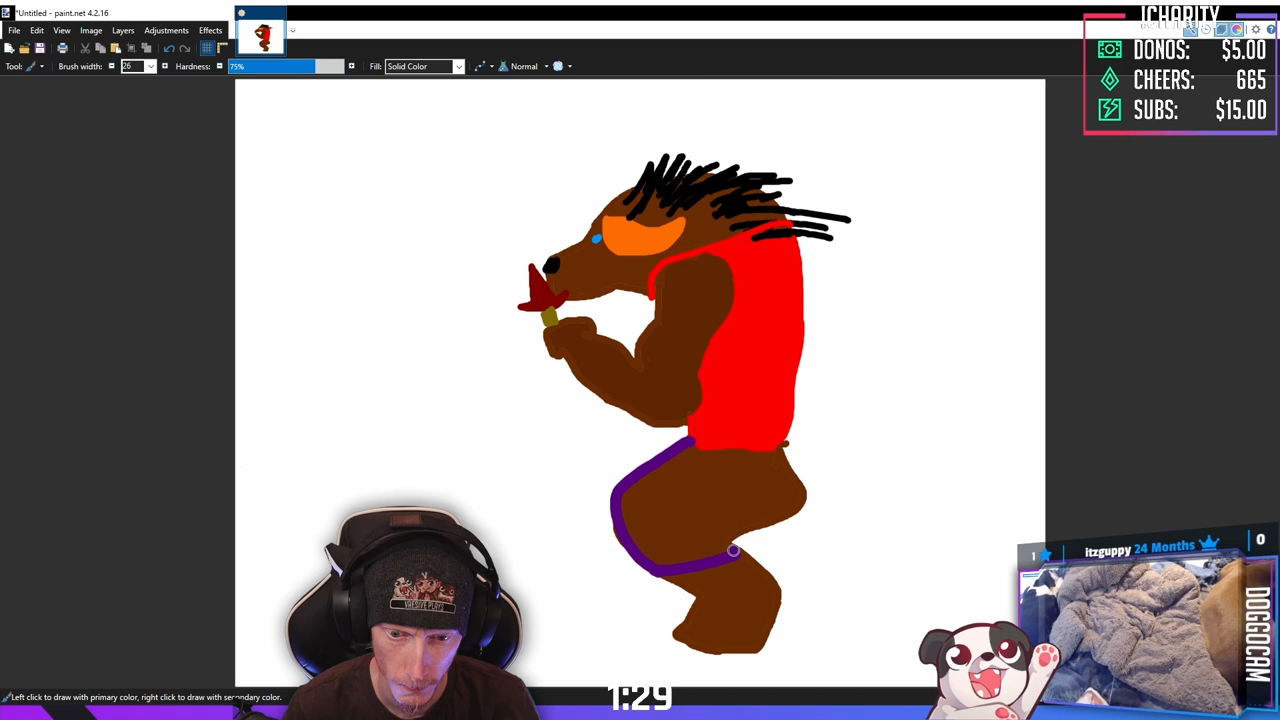 *Untitled - paint.net 4.2.16
File Edit View Image Layers Adjustments Effects
Tool: Brush width: 26 Hardness: 75% Fill: Solid Color Normal
!CHARITY
DONOS: $5.00
CHEERS: 665
SUBS: $15.00
VRESIVE PLAYS
1 itzguppy 24 Months 0
DOGGOCAM
Left click to draw with primary color, right click to draw with secondary color.
1:29